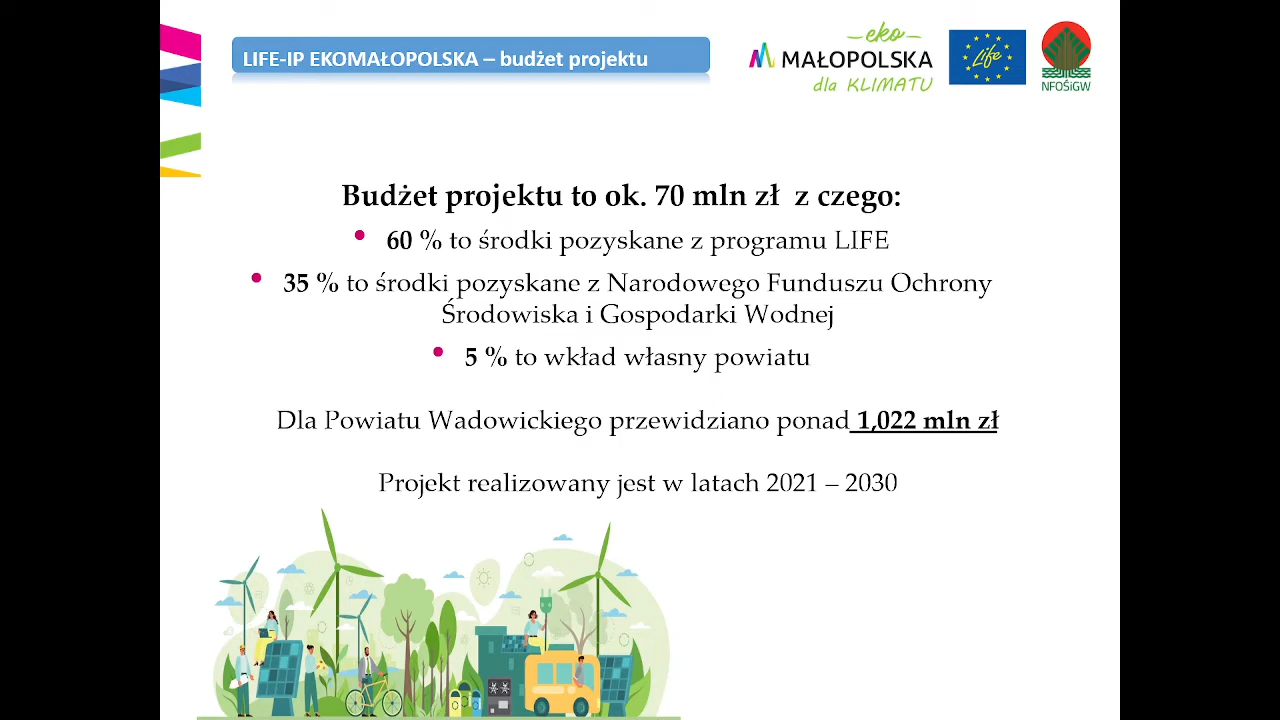 LIFE-IP EKOMAŁOPOLSKA – budżet projektu
eko
MAŁOPOLSKA
dla KLIMATU
Life
NFOŚiGW
Budżet projektu to ok. 70 mln zł z czego:
• 60 % to środki pozyskane z programu LIFE
• 35 % to środki pozyskane z Narodowego Funduszu Ochrony
Środowiska i Gospodarki Wodnej
• 5 % to wkład własny powiatu
Dla Powiatu Wadowickiego przewidziano ponad 1,022 mln zł
Projekt realizowany jest w latach 2021 – 2030